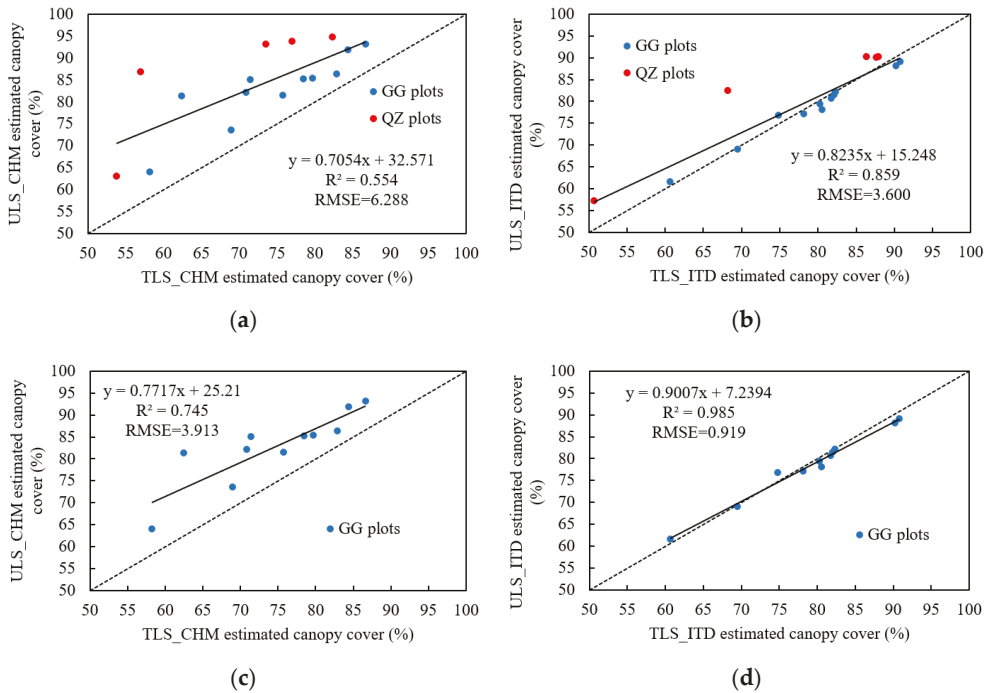 100
95
90
85
80
75
70
65
60
55
50
ULS_CHM estimated canopy
cover (%)
GG plots
QZ plots
y = 0.7054x + 32.571
R² = 0.554
RMSE=6.288
50 55 60 65 70 75 80 85 90 95 100
TLS_CHM estimated canopy cover (%)
(a)
100
95
90
85
80
75
70
65
60
55
50
ULS_ITD estimated canopy cover
(%)
GG plots
QZ plots
y = 0.8235x + 15.248
R² = 0.859
RMSE=3.600
50 55 60 65 70 75 80 85 90 95 100
TLS_ITD estimated canopy cover (%)
(b)
100
95
90
85
80
75
70
65
60
55
50
ULS_CHM estimated canopy
cover (%)
y = 0.7717x + 25.21
R² = 0.745
RMSE=3.913
GG plots
50 55 60 65 70 75 80 85 90 95 100
TLS_CHM estimated canopy cover (%)
(c)
100
95
90
85
80
75
70
65
60
55
50
ULS_ITD estimated canopy cover
(%)
y = 0.9007x + 7.2394
R² = 0.985
RMSE=0.919
GG plots
50 55 60 65 70 75 80 85 90 95 100
TLS_ITD estimated canopy cover (%)
(d)